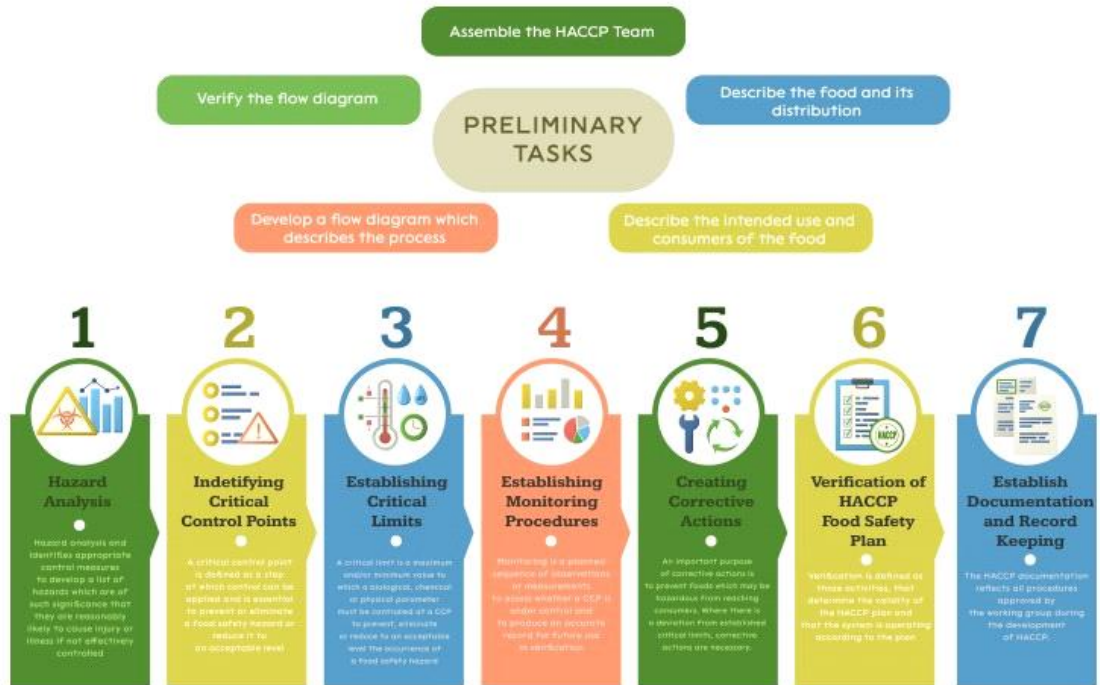 Assemble the HACCP Team
Verify the flow diagram
Describe the food and its
distribution
PRELIMINARY
TASKS
Develop a flow diagram which
describes the process
Describe the intended use and
consumers of the food
1
Hazard
Analysis
Hazard analysis and
identifies appropriate
control measures
to develop a list of
hazards which are of
such significance that
they are reasonably
likely to cause injury or
illness if not effectively
controlled
2
Indetifying
Critical
Control Points
A critical control point
is defined as a step
at which control can be
applied and is essential
to prevent or eliminate
a food safety hazard or
reduce it to
an acceptable level
3
Establishing
Critical
Limits
A critical limit is a maximum
and/or minimum value to
which a biological, chemical
or physical parameter
must be controlled at a CCP
to prevent, eliminate
or reduce to an acceptable
level the occurrence of
a food safety hazard
4
Establishing
Monitoring
Procedures
Monitoring is a planned
sequence of observations
or measurements
to assess whether a CCP is
under control and
to produce an accurate
record for future use
in verification.
5
Creating
Corrective
Actions
An important purpose
of corrective actions is
to prevent foods which may be
hazardous from reaching
consumers. Where there is
a deviation from established
critical limits, corrective
actions are necessary.
6
HACCP
Verification of
HACCP
Food Safety
Plan
Verification is defined as
those activities, that
determine the validity of
the HACCP plan and
that the system is operating
according to the plan
7
Establish
Documentation
and Record
Keeping
The HACCP documentation
reflects all procedures
approved by
the working group during
the development
of HACCP.